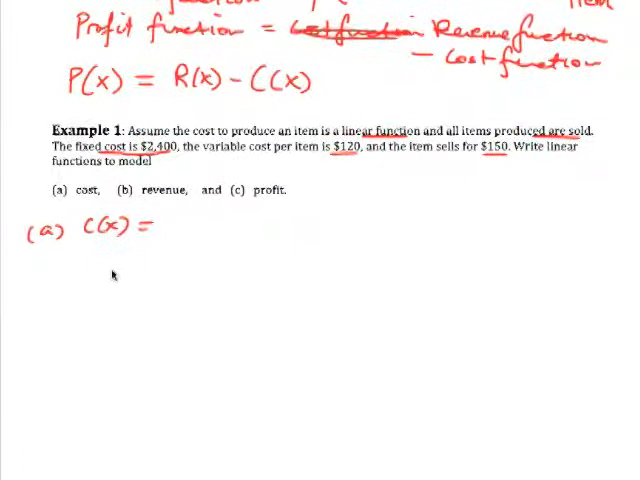 Item
Profit function = Revenue function
- Cost function
P(x) = R(x) - C(x)
Example 1: Assume the cost to produce an item is a linear function and all items produced are sold.
The fixed cost is $2,400, the variable cost per item is $120, and the item sells for $150. Write linear
functions to model
(a) cost, (b) revenue, and (c) profit.
(a) C(x) =